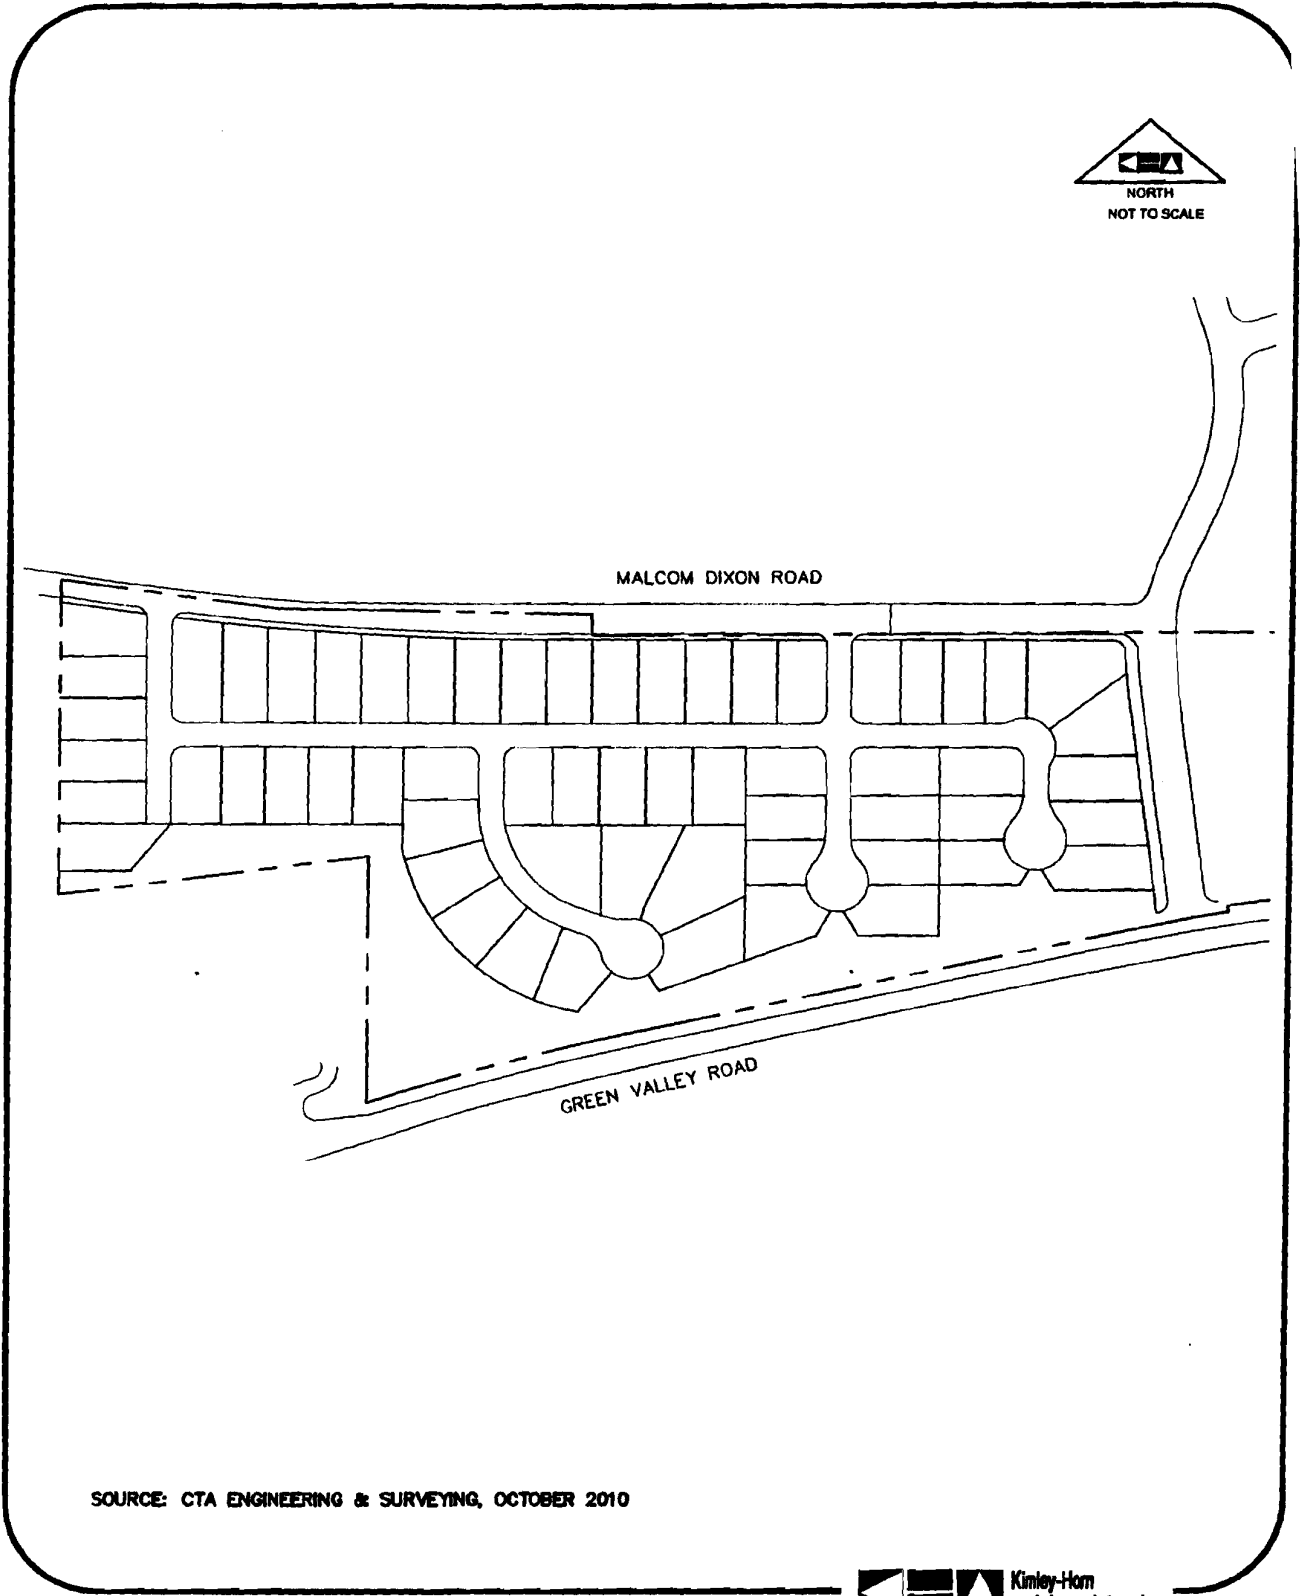 NORTH
NOT TO SCALE
MALCOM DIXON ROAD
GREEN VALLEY ROAD
SOURCE: CTA ENGINEERING & SURVEYING, OCTOBER 2010
Kimley-Horn